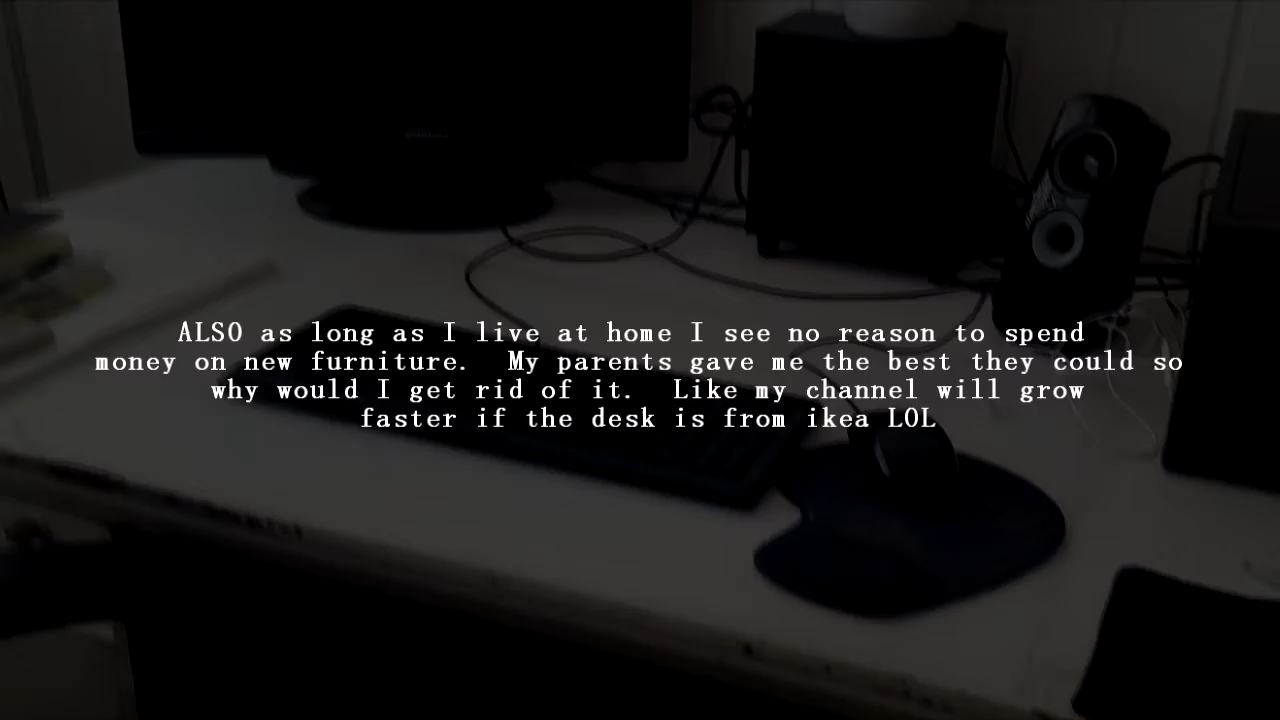 ALSO as long as I live at home I see no reason to spend
money on new furniture.  My parents gave me the best they could so
why would I get rid of it.  Like my channel will grow
faster if the desk is from ikea LOL